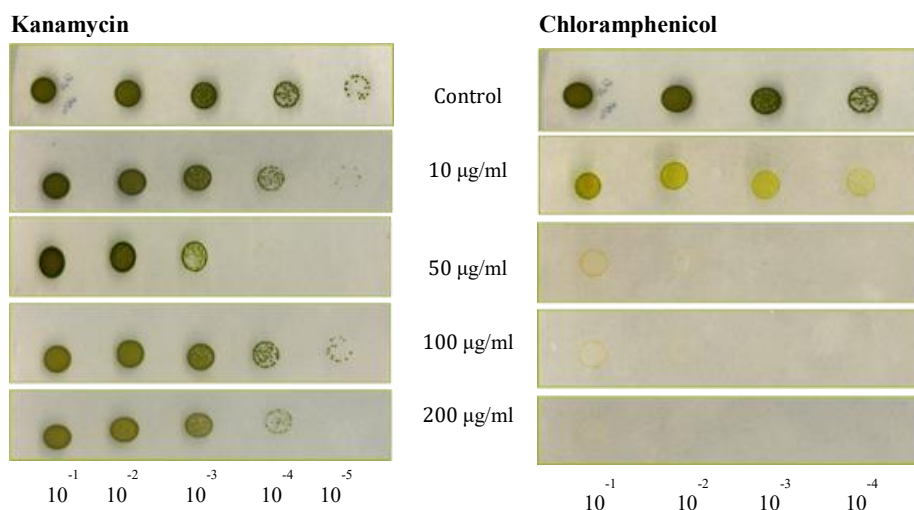 Kanamycin
Chloramphenicol
Control
10 μg/ml
50 μg/ml
100 μg/ml
200 μg/ml
10⁻¹ 10⁻² 10⁻³ 10⁻⁴ 10⁻⁵
10⁻¹ 10⁻² 10⁻³ 10⁻⁴